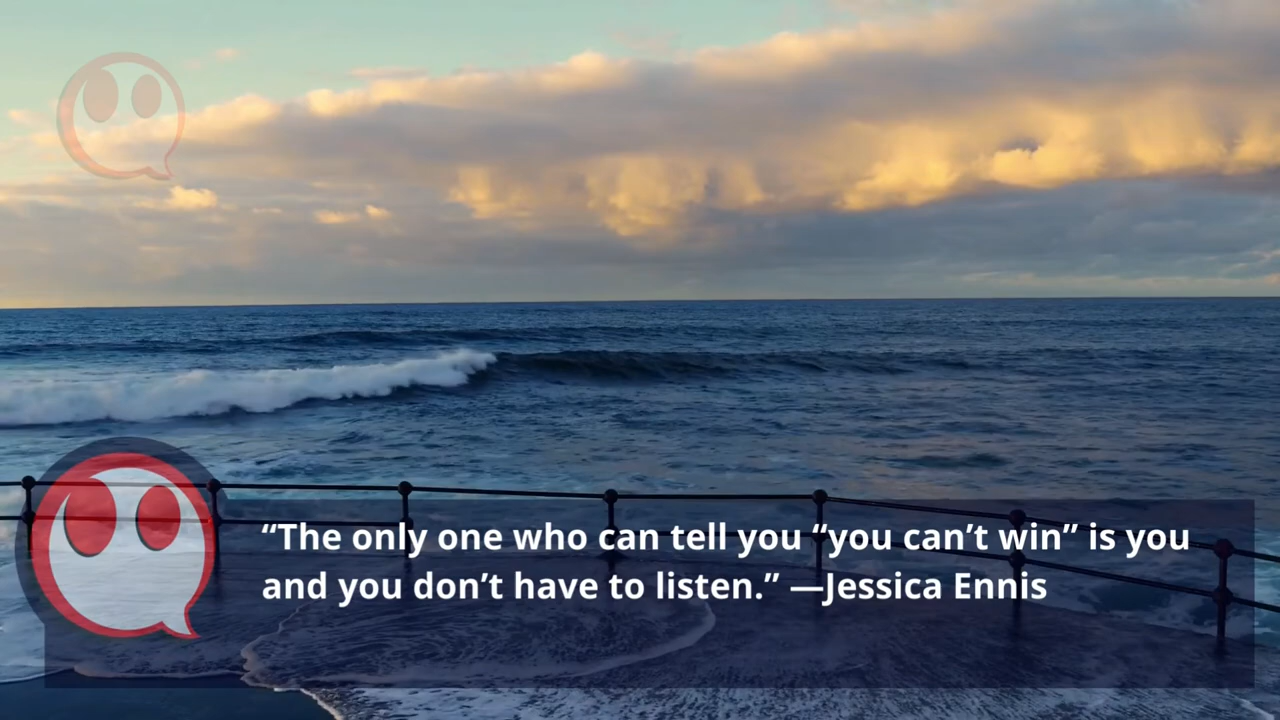 “The only one who can tell you “you can’t win” is you
and you don’t have to listen.” —Jessica Ennis